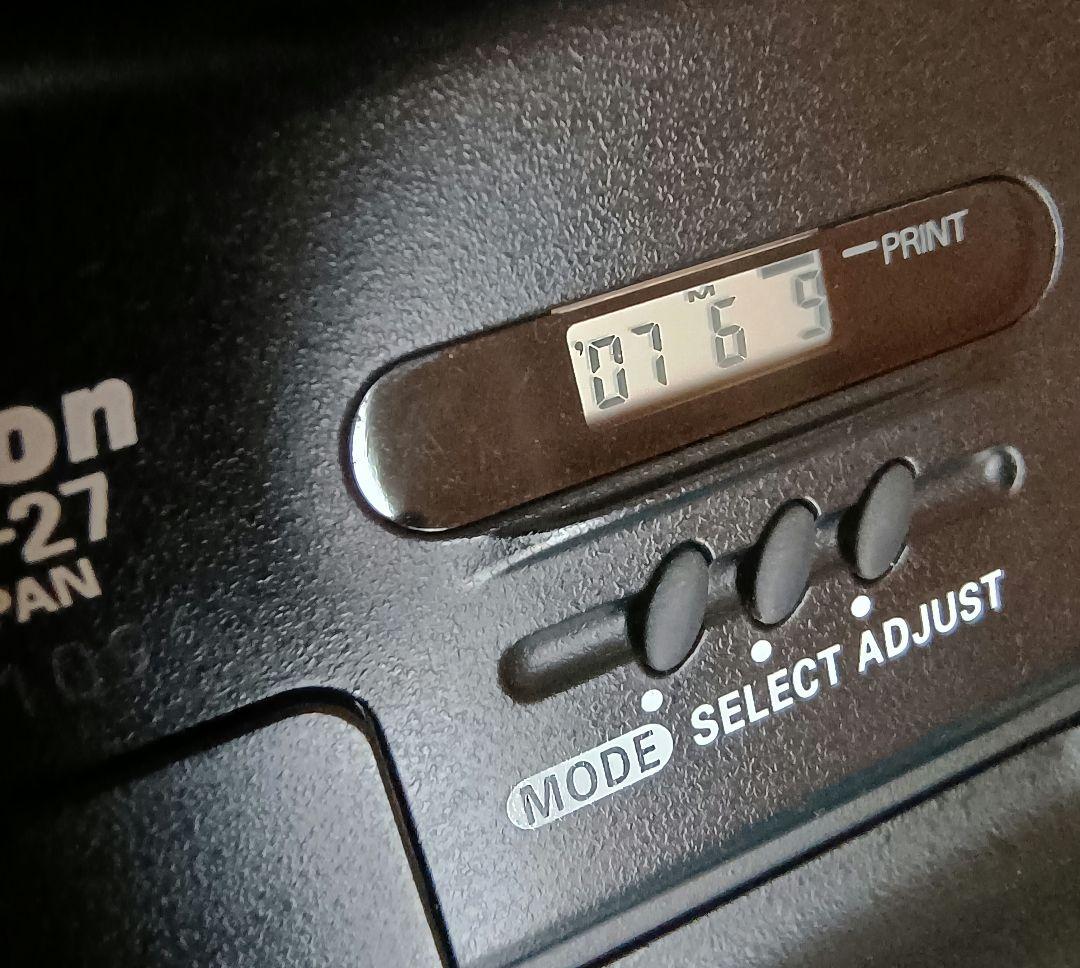 PRINT
'07 M 6 9
on
-27
PAN
MODE SELECT ADJUST